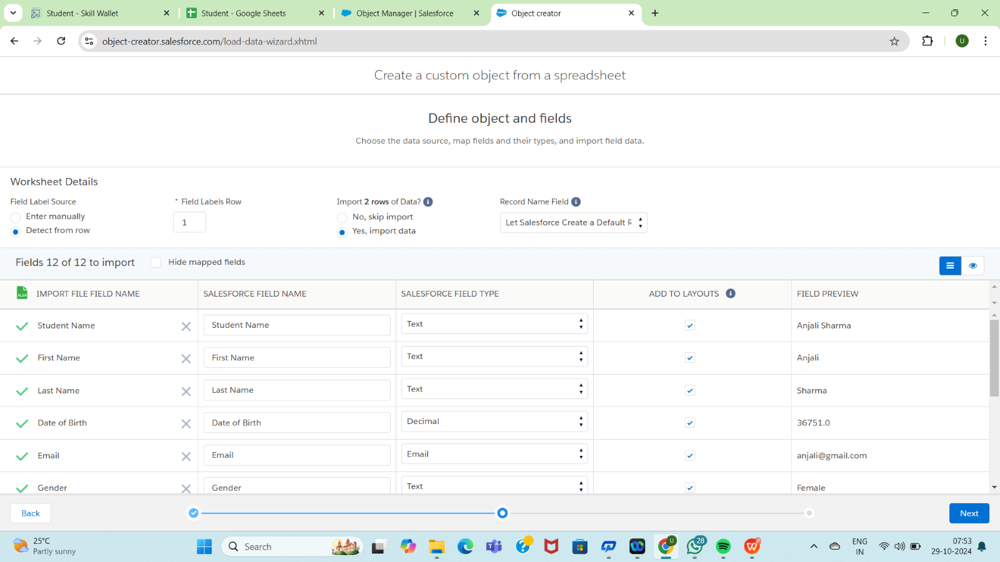 Student - Skill Wallet
Student - Google Sheets
Object Manager | Salesforce
Object creator
object-creator.salesforce.com/load-data-wizard.xhtml
U
Create a custom object from a spreadsheet
Define object and fields
Choose the data source, map fields and their types, and import field data.
Worksheet Details
Field Label Source
Enter manually
Detect from row
* Field Labels Row
1
Import 2 rows of Data?
No, skip import
Yes, import data
Record Name Field
Let Salesforce Create a Default R
Fields 12 of 12 to import
Hide mapped fields
XLSX IMPORT FILE FIELD NAME SALESFORCE FIELD NAME SALESFORCE FIELD TYPE ADD TO LAYOUTS FIELD PREVIEW
Student Name Student Name Text Anjali Sharma
First Name First Name Text Anjali
Last Name Last Name Text Sharma
Date of Birth Date of Birth Decimal 36751.0
Email Email Email anjali@gmail.com
Gender Gender Text Female
Back
Next
25°C
Partly sunny
Search
U
28
ENG
IN
07:53
29-10-2024